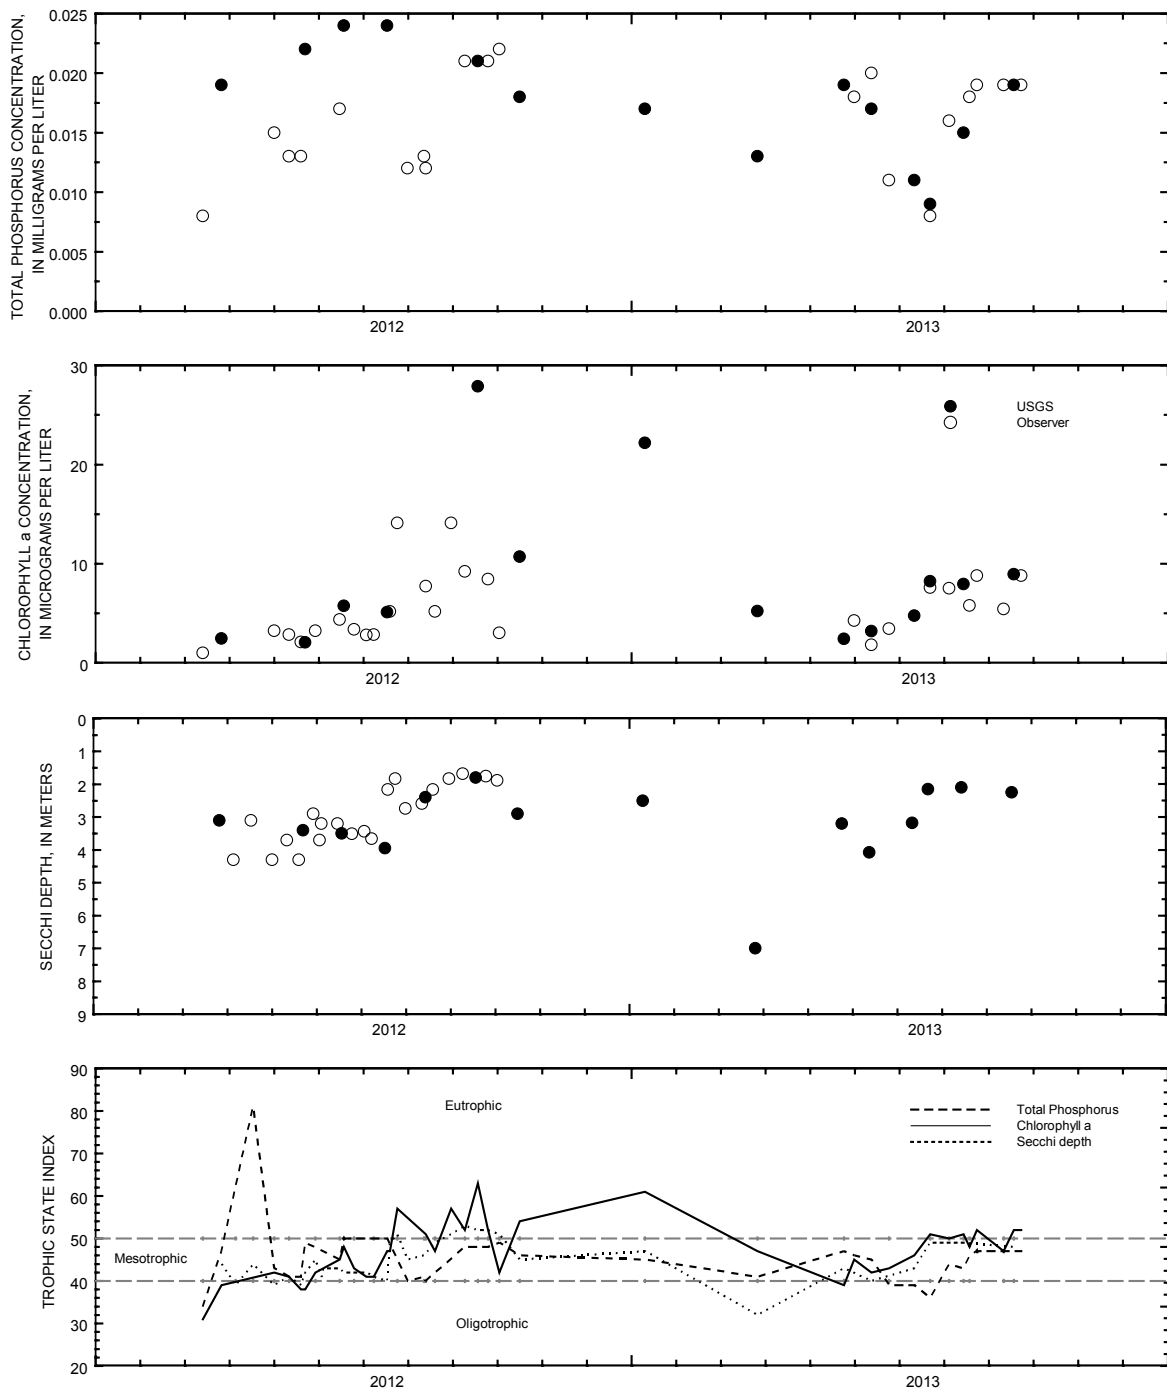 TOTAL PHOSPHORUS CONCENTRATION,
IN MILLIGRAMS PER LITER
0.025
0.020
0.015
0.010
0.005
0.000
2012
2013
CHLOROPHYLL a CONCENTRATION,
IN MICROGRAMS PER LITER
30
20
10
0
USGS
Observer
2012
2013
SECCHI DEPTH, IN METERS
0
1
2
3
4
5
6
7
8
9
2012
2013
TROPHIC STATE INDEX
90
80
70
60
50
40
30
20
Eutrophic
Mesotrophic
Oligotrophic
Total Phosphorus
Chlorophyll a
Secchi depth
2012
2013